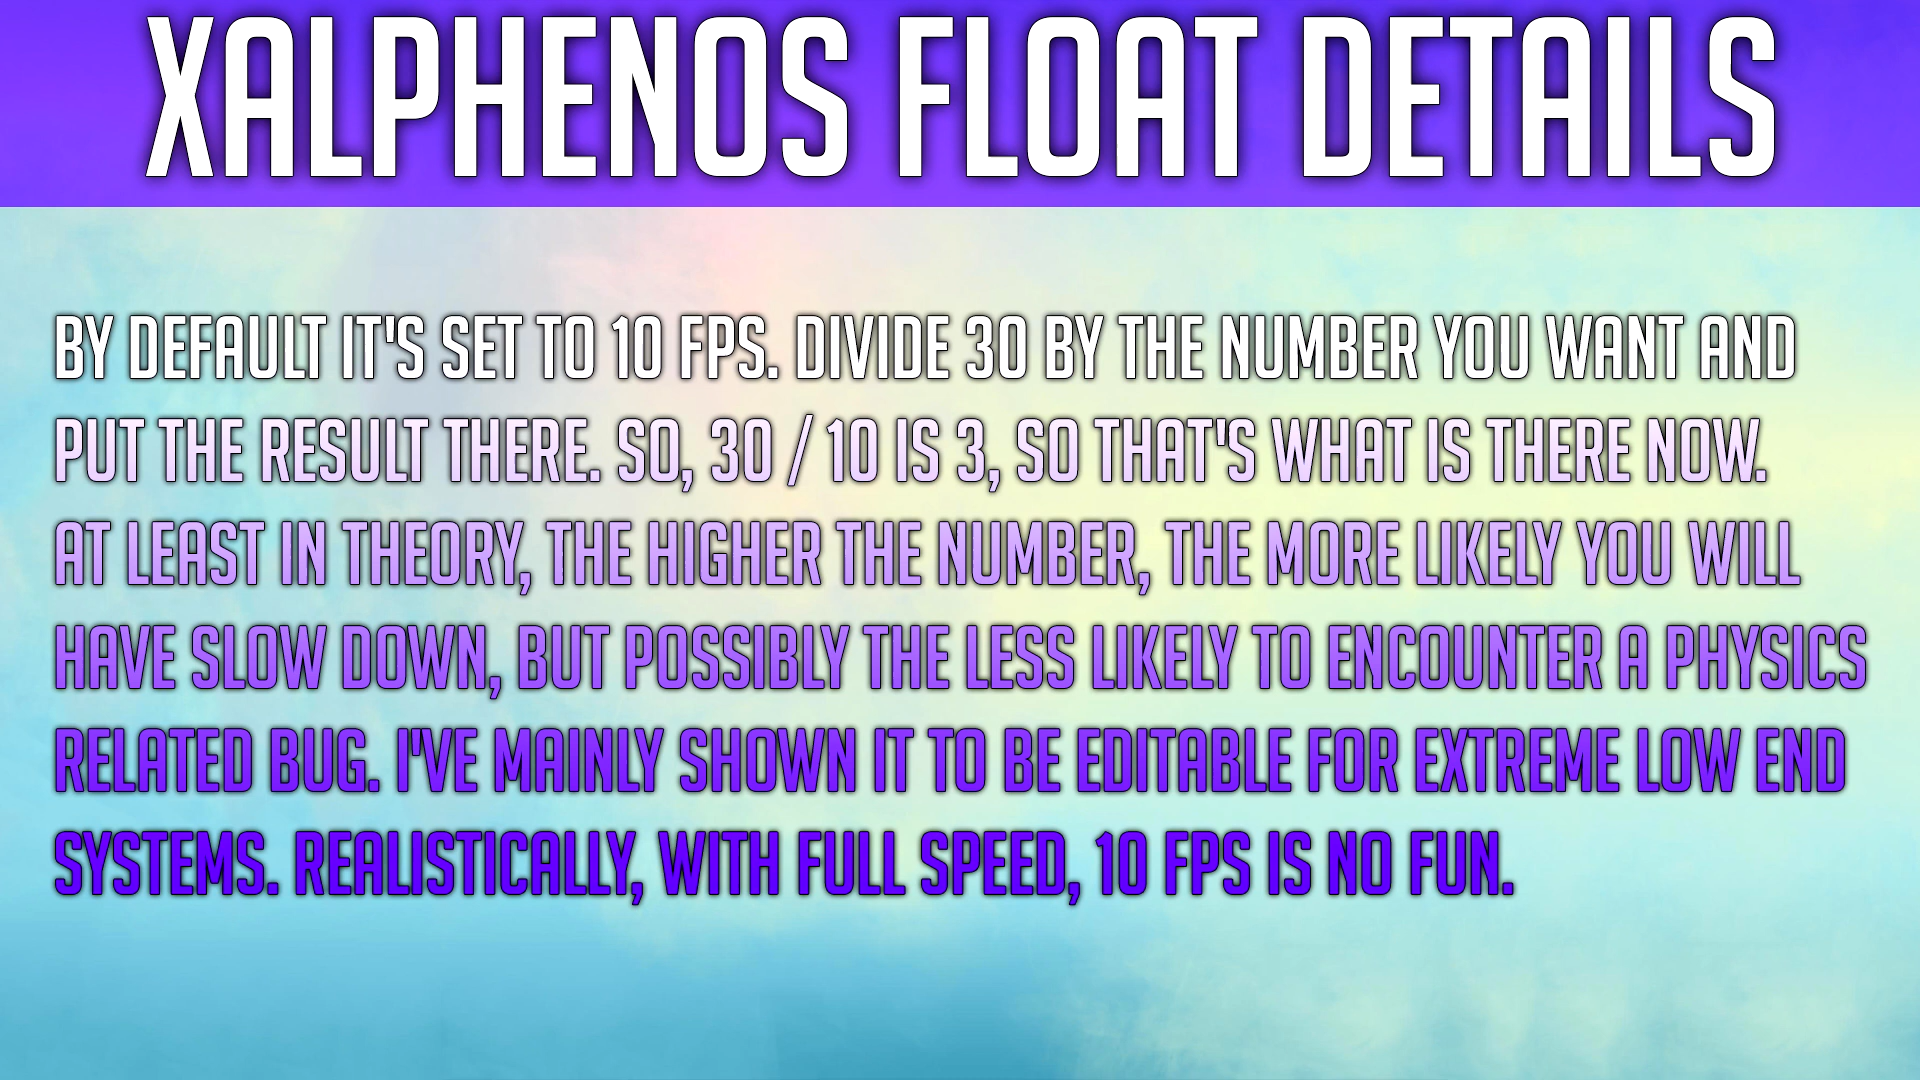 XALPHENOS FLOAT DETAILS
BY DEFAULT IT'S SET TO 10 FPS. DIVIDE 30 BY THE NUMBER YOU WANT AND
PUT THE RESULT THERE. SO, 30 / 10 IS 3, SO THAT'S WHAT IS THERE NOW.
AT LEAST IN THEORY, THE HIGHER THE NUMBER, THE MORE LIKELY YOU WILL
HAVE SLOW DOWN, BUT POSSIBLY THE LESS LIKELY TO ENCOUNTER A PHYSICS
RELATED BUG. I'VE MAINLY SHOWN IT TO BE EDITABLE FOR EXTREME LOW END
SYSTEMS. REALISTICALLY, WITH FULL SPEED, 10 FPS IS NO FUN.